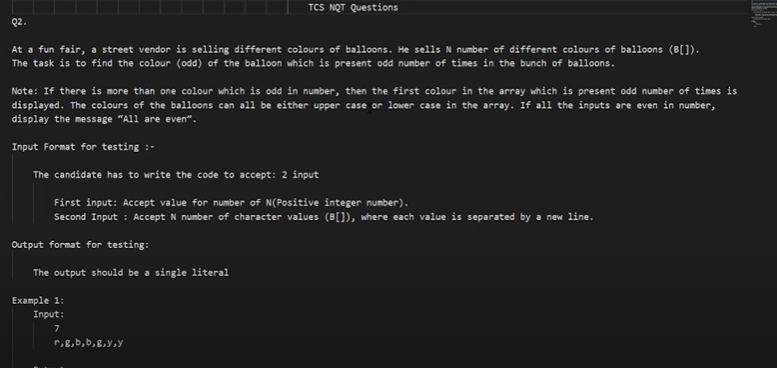 TCS NQT Questions
Q2.
At a fun fair, a street vendor is selling different colours of balloons. He sells N number of different colours of balloons (B[]).
The task is to find the colour (odd) of the balloon which is present odd number of times in the bunch of balloons.
Note: If there is more than one colour which is odd in number, then the first colour in the array which is present odd number of times is
displayed. The colours of the balloons can all be either upper case or lower case in the array. If all the inputs are even in number,
display the message “All are even”.
Input Format for testing :-
The candidate has to write the code to accept: 2 input
First input: Accept value for number of N(Positive integer number).
Second Input : Accept N number of character values (B[]), where each value is separated by a new line.
Output format for testing:
The output should be a single literal
Example 1:
Input:
7
r,g,b,b,g,y,y